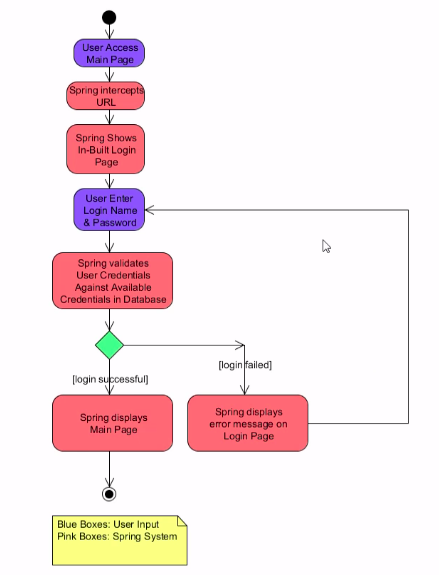 User Access
Main Page
Spring intercepts
URL
Spring Shows
In-Built Login
Page
User Enter
Login Name
& Password
Spring validates
User Credentials
Against Available
Credentials in Database
[login successful]
[login failed]
Spring displays
Main Page
Spring displays
error message on
Login Page
Blue Boxes: User Input
Pink Boxes: Spring System